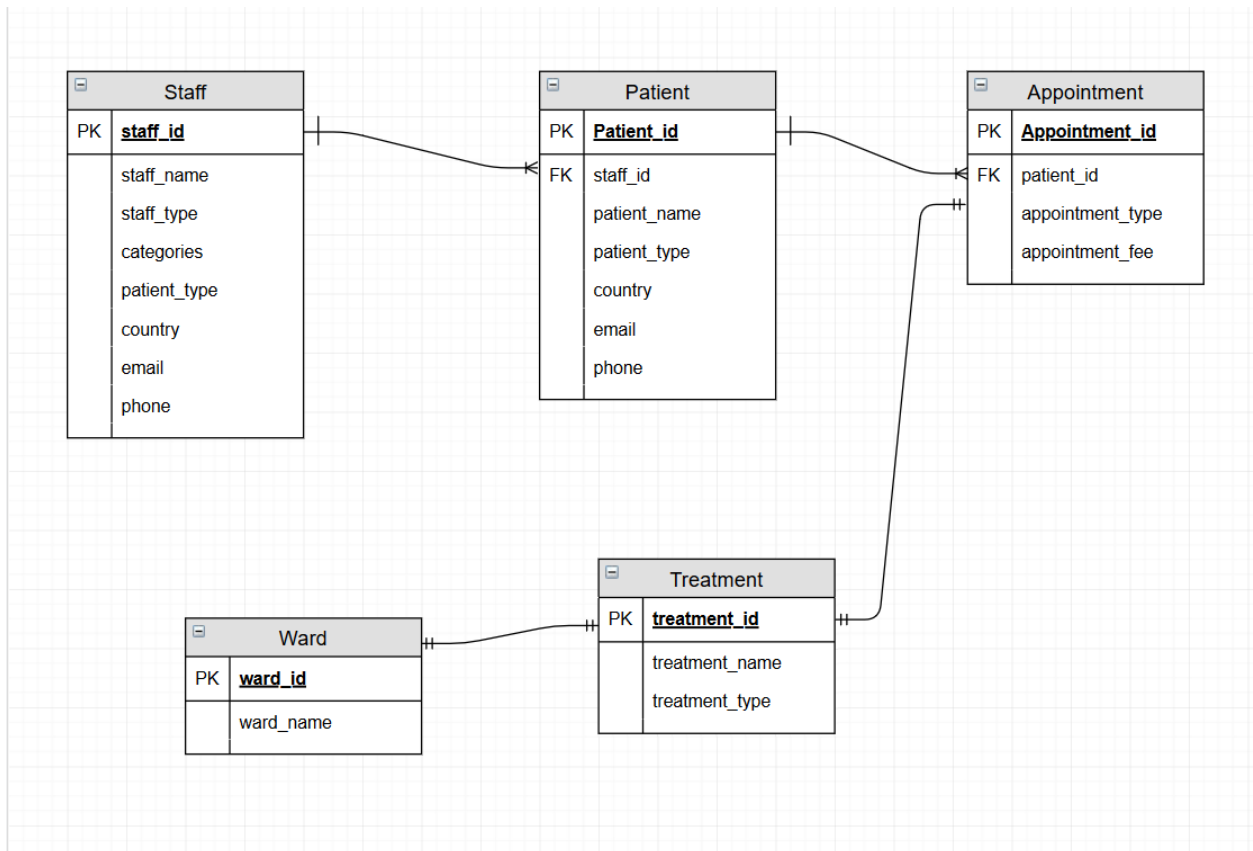 Staff
PK staff_id
staff_name
staff_type
categories
patient_type
country
email
phone
Patient
PK Patient_id
FK staff_id
patient_name
patient_type
country
email
phone
Appointment
PK Appointment_id
FK patient_id
appointment_type
appointment_fee
Ward
PK ward_id
ward_name
Treatment
PK treatment_id
treatment_name
treatment_type